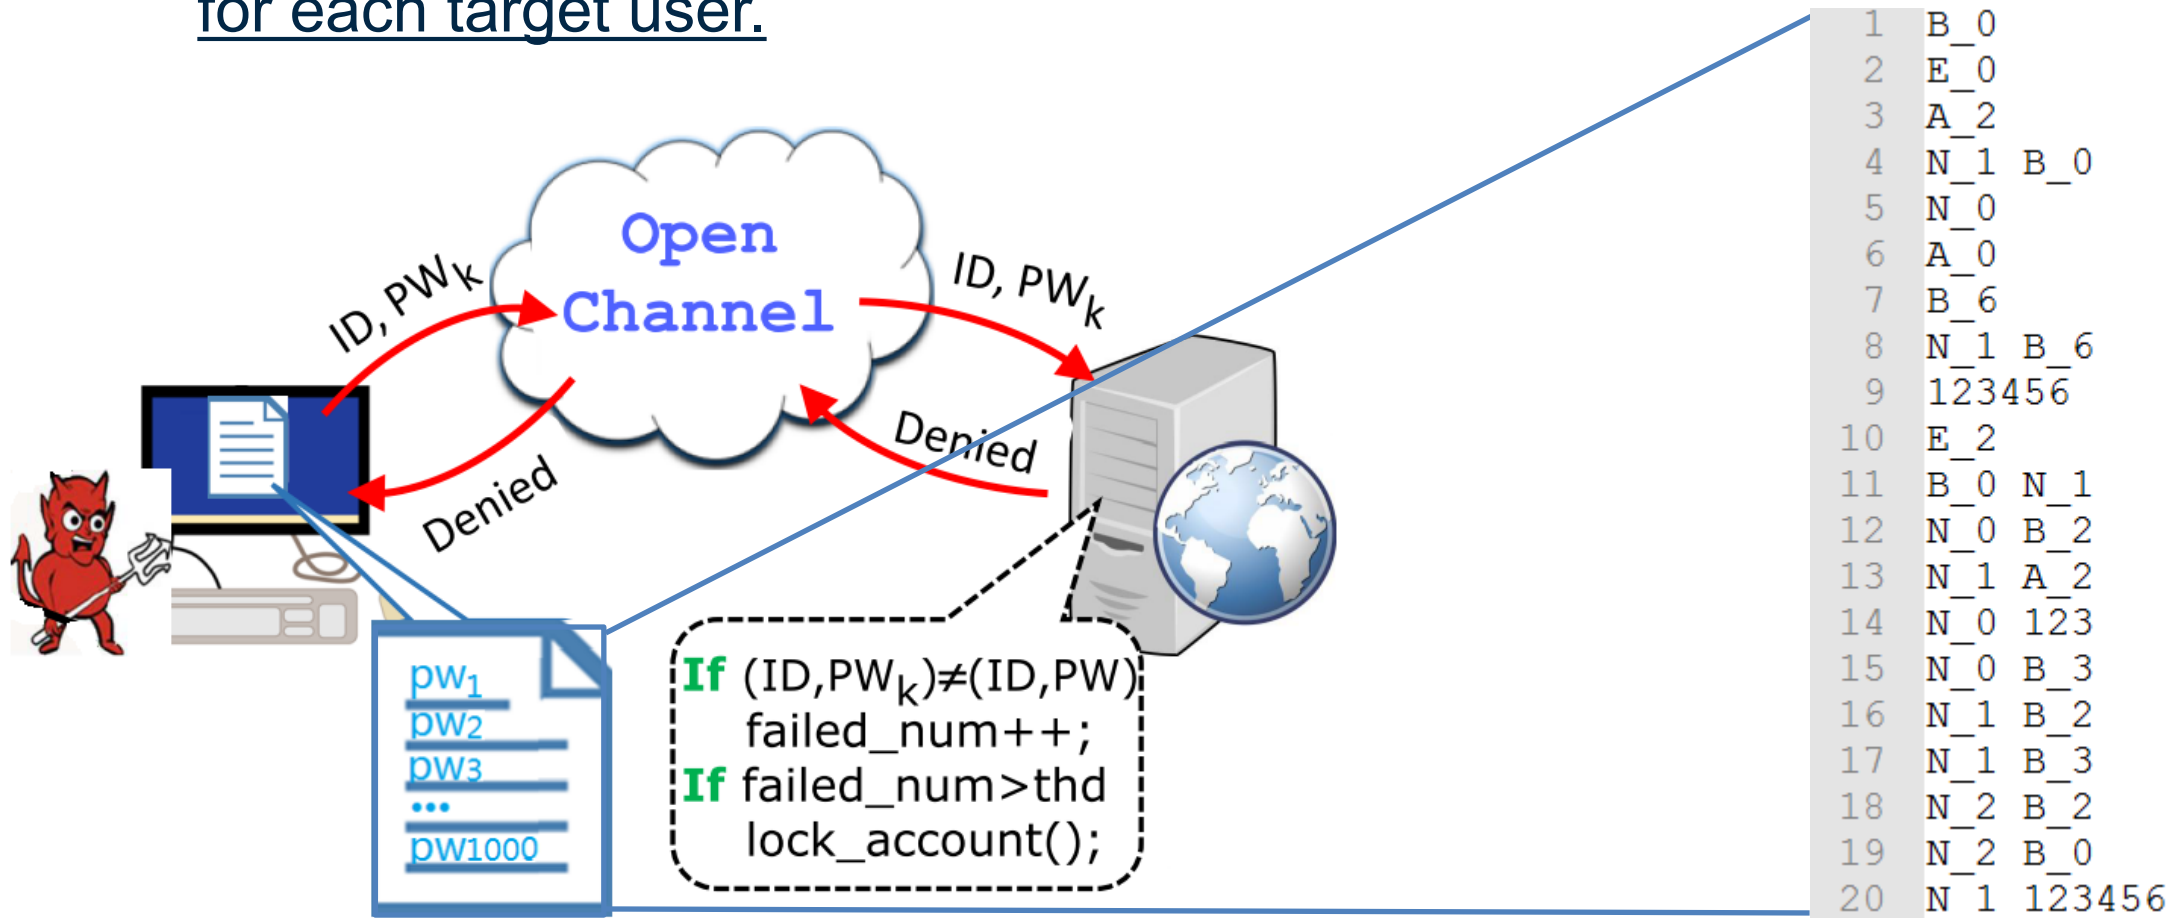 for each target user.
Open
Channel
ID, PWk
ID, PWk
Denied
Denied
pw1
pw2
pw3
...
pw1000
If (ID,PWk)≠(ID,PW)
failed_num++;
If failed_num>thd
lock_account();
1 B_0
2 E_0
3 A_2
4 N_1 B_0
5 N_0
6 A_0
7 B_6
8 N_1 B_6
9 123456
10 E_2
11 B_0 N_1
12 N_0 B_2
13 N_1 A_2
14 N_0 123
15 N_0 B_3
16 N_1 B_2
17 N_1 B_3
18 N_2 B_2
19 N_2 B_0
20 N_1 123456